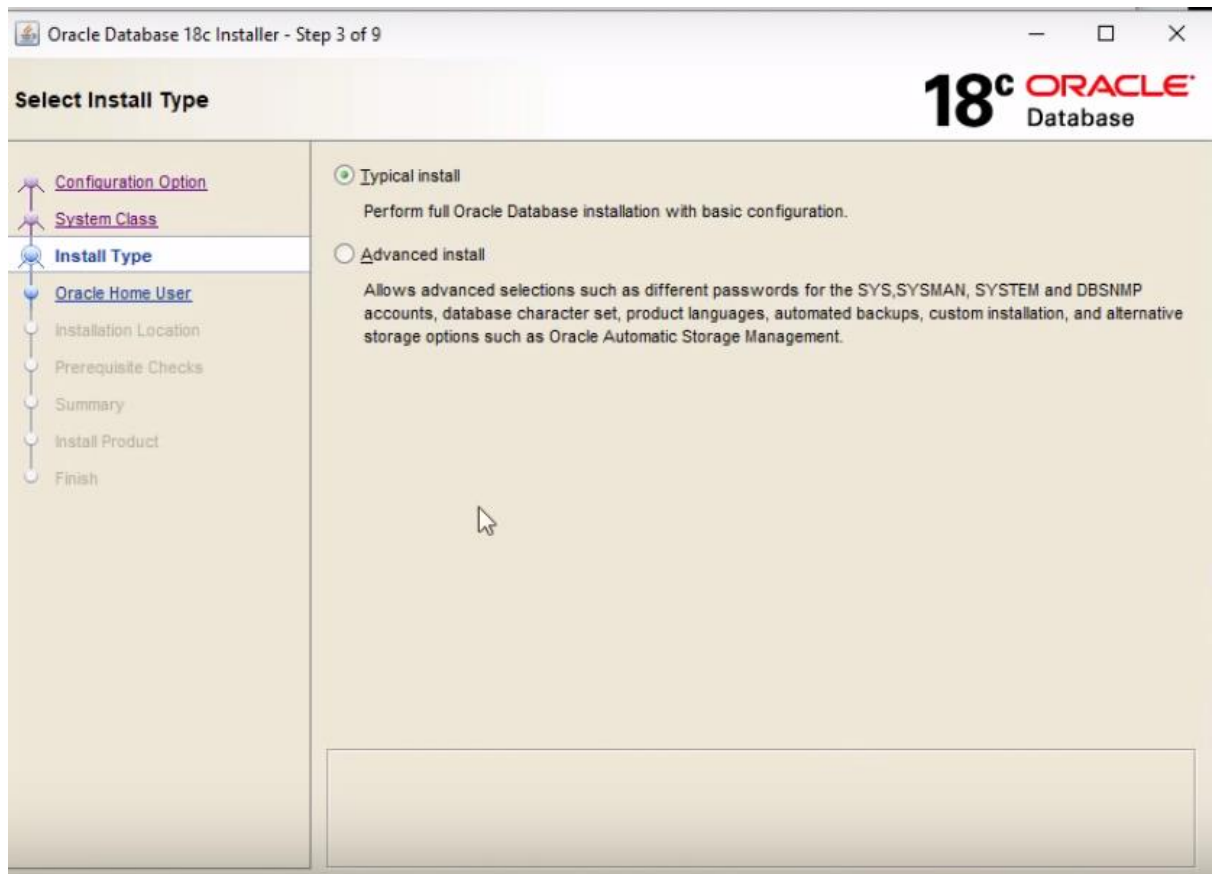 Oracle Database 18c Installer - Step 3 of 9
Select Install Type
18c ORACLE
Database
Configuration Option
System Class
Install Type
Oracle Home User
Installation Location
Prerequisite Checks
Summary
Install Product
Finish
Typical install
Perform full Oracle Database installation with basic configuration.
Advanced install
Allows advanced selections such as different passwords for the SYS,SYSMAN, SYSTEM and DBSNMP
accounts, database character set, product languages, automated backups, custom installation, and alternative
storage options such as Oracle Automatic Storage Management.